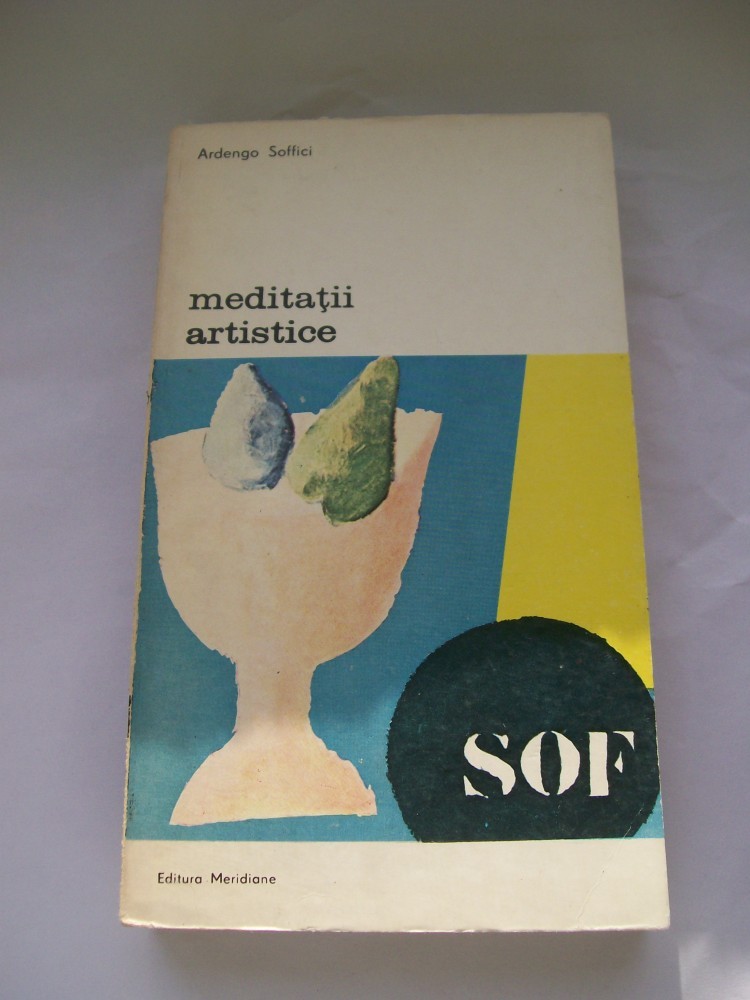 Ardengo Soffici
meditaţii
artistice
SOF
Editura Meridiane